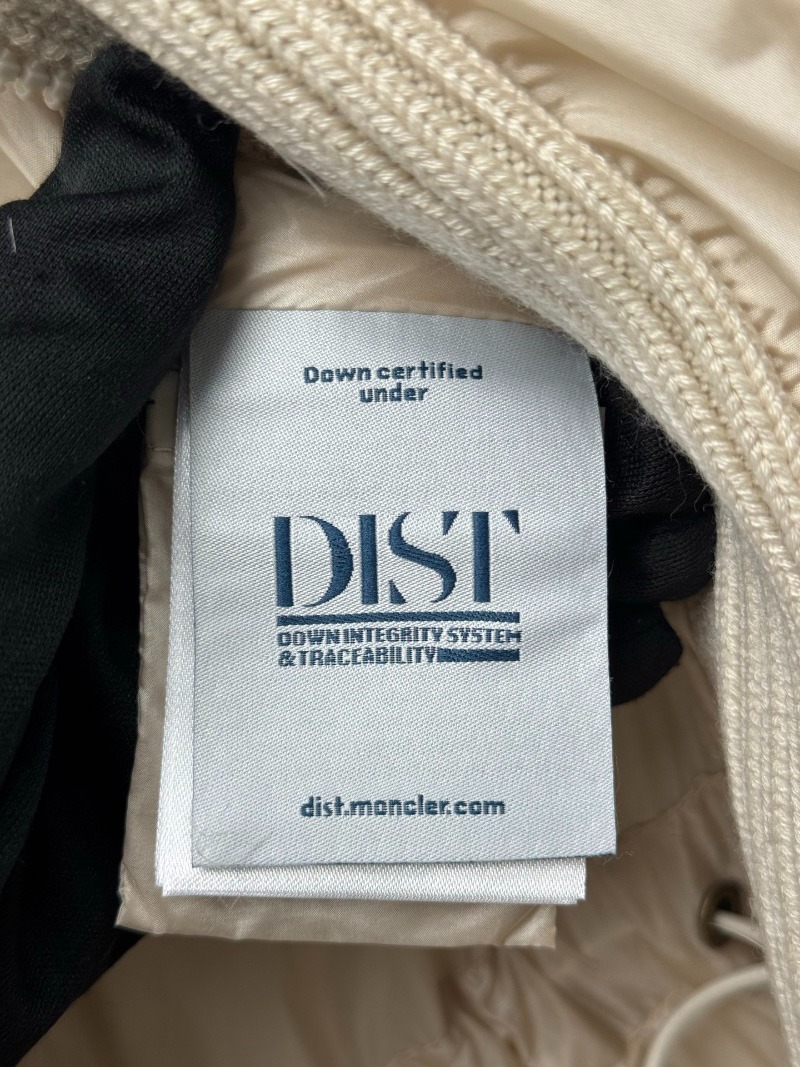 Down certified
under
DIST
DOWN INTEGRITY SYSTEM
& TRACEABILITY
dist.moncler.com